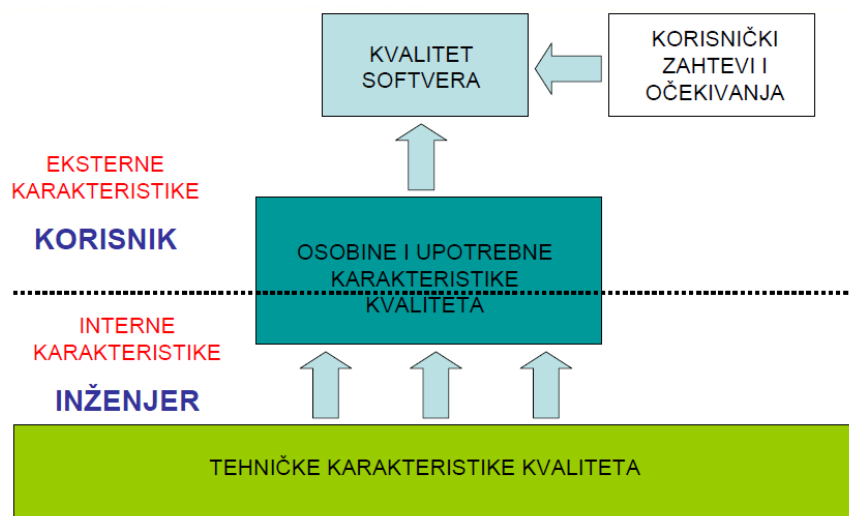 KVALITET
SOFTVERA
KORISNIČKI
ZAHTEVI I
OČEKIVANJA
EKSTERNE
KARAKTERISTIKE
KORISNIK
OSOBINE I UPOTREBNE
KARAKTERISTIKE
KVALITETA
INTERNE
KARAKTERISTIKE
INŽENJER
TEHNIČKE KARAKTERISTIKE KVALITETA